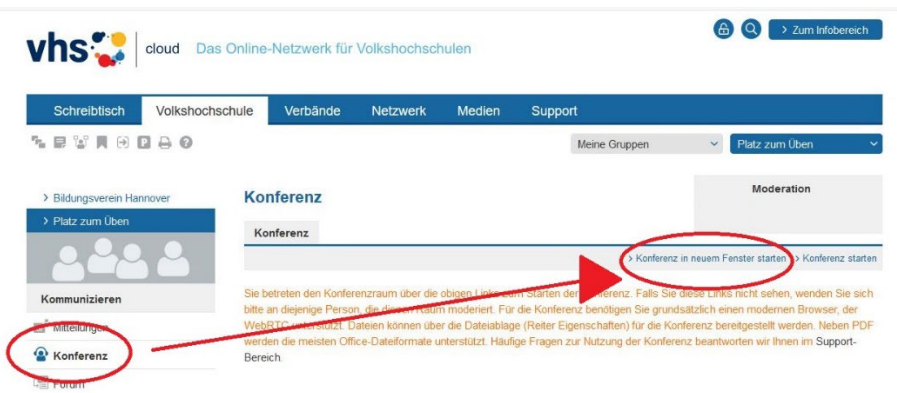 vhs cloud Das Online-Netzwerk für Volkshochschulen
> Zum Infobereich
Schreibtisch Volkshochschule Verbände Netzwerk Medien Support
Meine Gruppen Platz zum Üben
> Bildungsverein Hannover
> Platz zum Üben
Kommunizieren
Mitteilungen
Konferenz
Forum
Konferenz
Moderation
Konferenz
> Konferenz in neuem Fenster starten > Konferenz starten
Sie betreten den Konferenzraum über die obigen Links zum Starten der Konferenz. Falls Sie diese Links nicht sehen, wenden Sie sich
bitte an diejenige Person, die diesen Raum moderiert. Für die Konferenz benötigen Sie grundsätzlich einen modernen Browser, der
WebRTC unterstützt. Dateien können über die Dateiablage (Reiter Eigenschaften) für die Konferenz bereitgestellt werden. Neben PDF
werden die meisten Office-Dateiformate unterstützt. Häufige Fragen zur Nutzung der Konferenz beantworten wir Ihnen im Support-
Bereich.